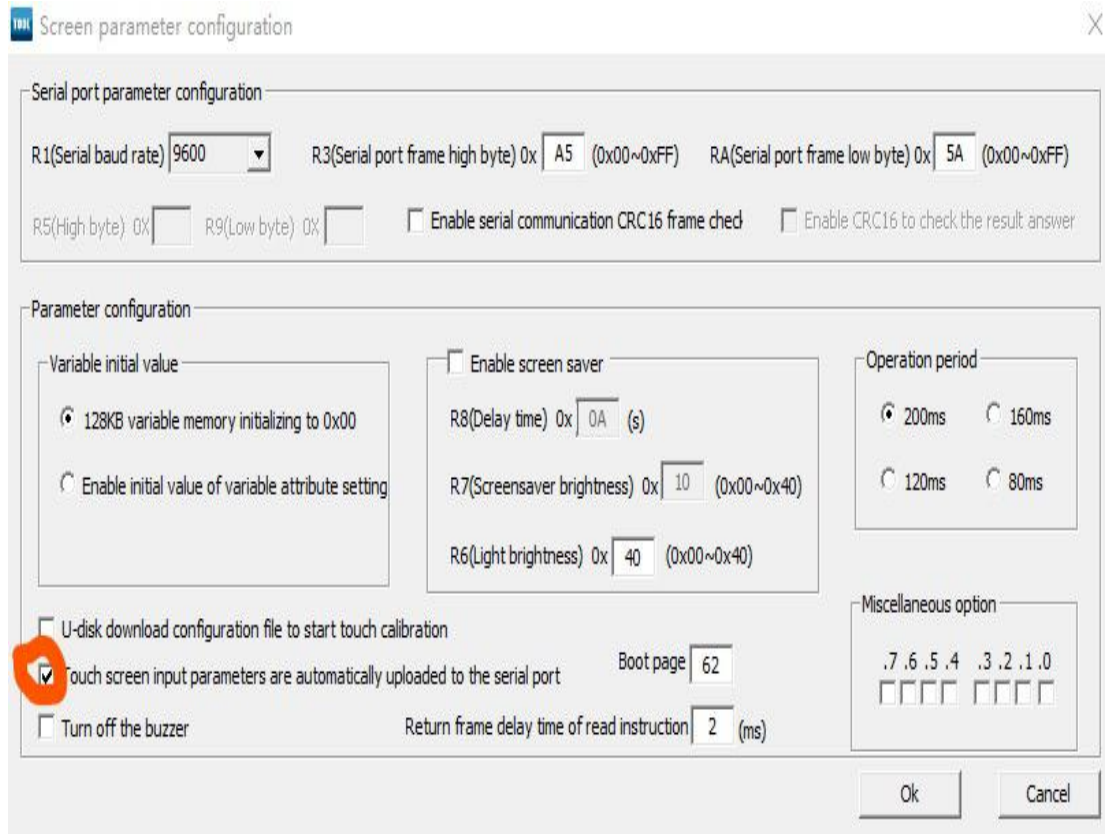 TOOL Screen parameter configuration X
Serial port parameter configuration
R1(Serial baud rate) 9600 R3(Serial port frame high byte) 0x A5 (0x00~0xFF) RA(Serial port frame low byte) 0x 5A (0x00~0xFF)
R5(High byte) 0X R9(Low byte) 0X Enable serial communication CRC16 frame check Enable CRC16 to check the result answer
Parameter configuration
Variable initial value Enable screen saver Operation period
128KB variable memory initializing to 0x00 R8(Delay time) 0x 0A (s) 200ms 160ms
Enable initial value of variable attribute setting R7(Screensaver brightness) 0x 10 (0x00~0x40) 120ms 80ms
R6(Light brightness) 0x 40 (0x00~0x40)
Miscellaneous option
U-disk download configuration file to start touch calibration
Touch screen input parameters are automatically uploaded to the serial port Boot page 62 .7 .6 .5 .4 .3 .2 .1 .0
Turn off the buzzer Return frame delay time of read instruction 2 (ms)
Ok Cancel